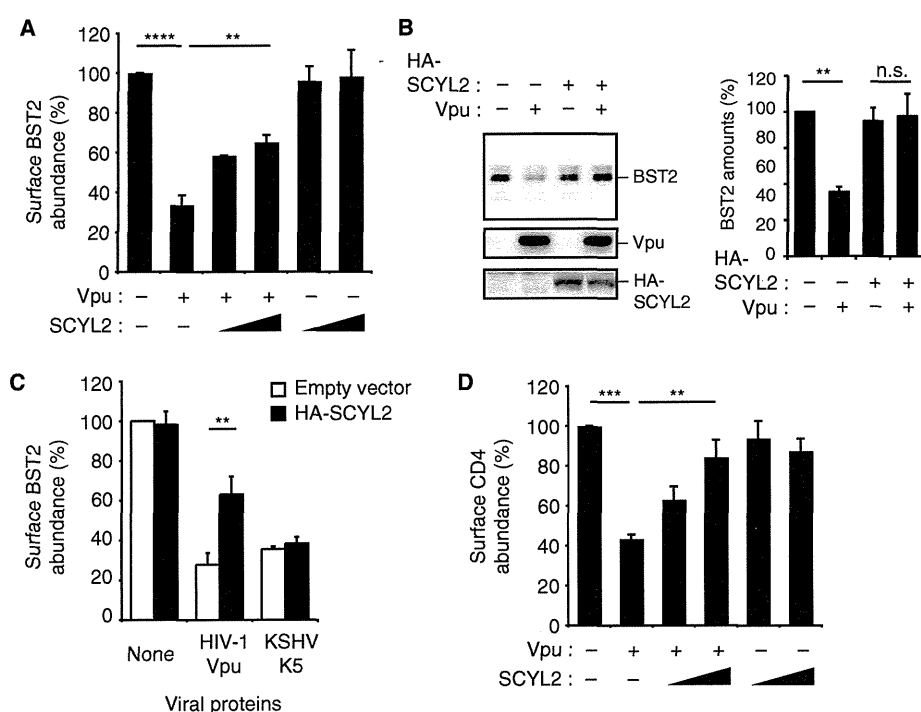 A
Surface BST2
abundance (%)
120
100
80
60
40
20
0
**** **
Vpu : – + + + – –
SCYL2 : – –
B
HA-
SCYL2 : – – + +
Vpu : – + – +
BST2
Vpu
HA-
SCYL2
BST2 amounts (%)
120
100
80
60
40
20
0
** n.s.
HA-
SCYL2 : – – + +
Vpu : – + – +
C
Surface BST2
abundance (%)
120
100
80
60
40
20
0
Empty vector
HA-SCYL2
**
None
HIV-1
Vpu
KSHV
K5
Viral proteins
D
Surface CD4
abundance (%)
120
100
80
60
40
20
0
*** **
Vpu : – + + + – –
SCYL2 : – –